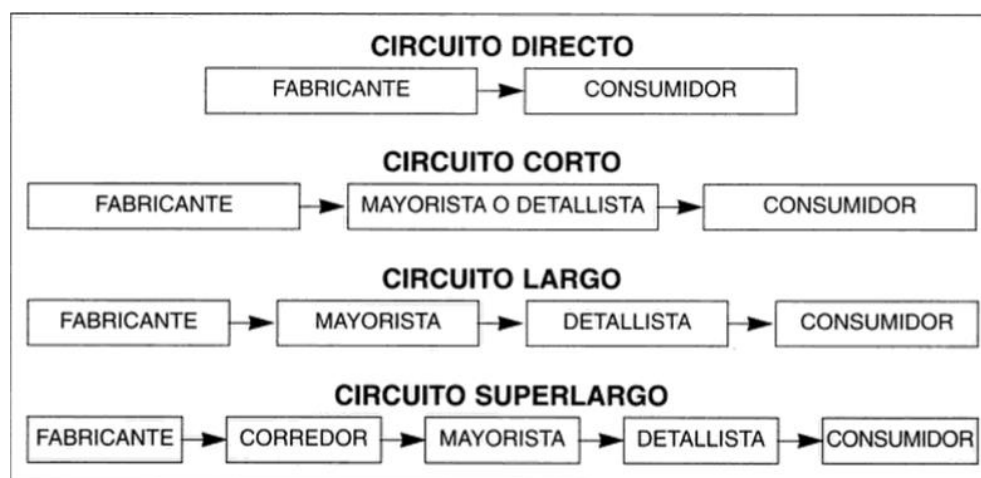 CIRCUITO DIRECTO
FABRICANTE CONSUMIDOR
CIRCUITO CORTO
FABRICANTE MAYORISTA O DETALLISTA CONSUMIDOR
CIRCUITO LARGO
FABRICANTE MAYORISTA DETALLISTA CONSUMIDOR
CIRCUITO SUPERLARGO
FABRICANTE CORREDOR MAYORISTA DETALLISTA CONSUMIDOR